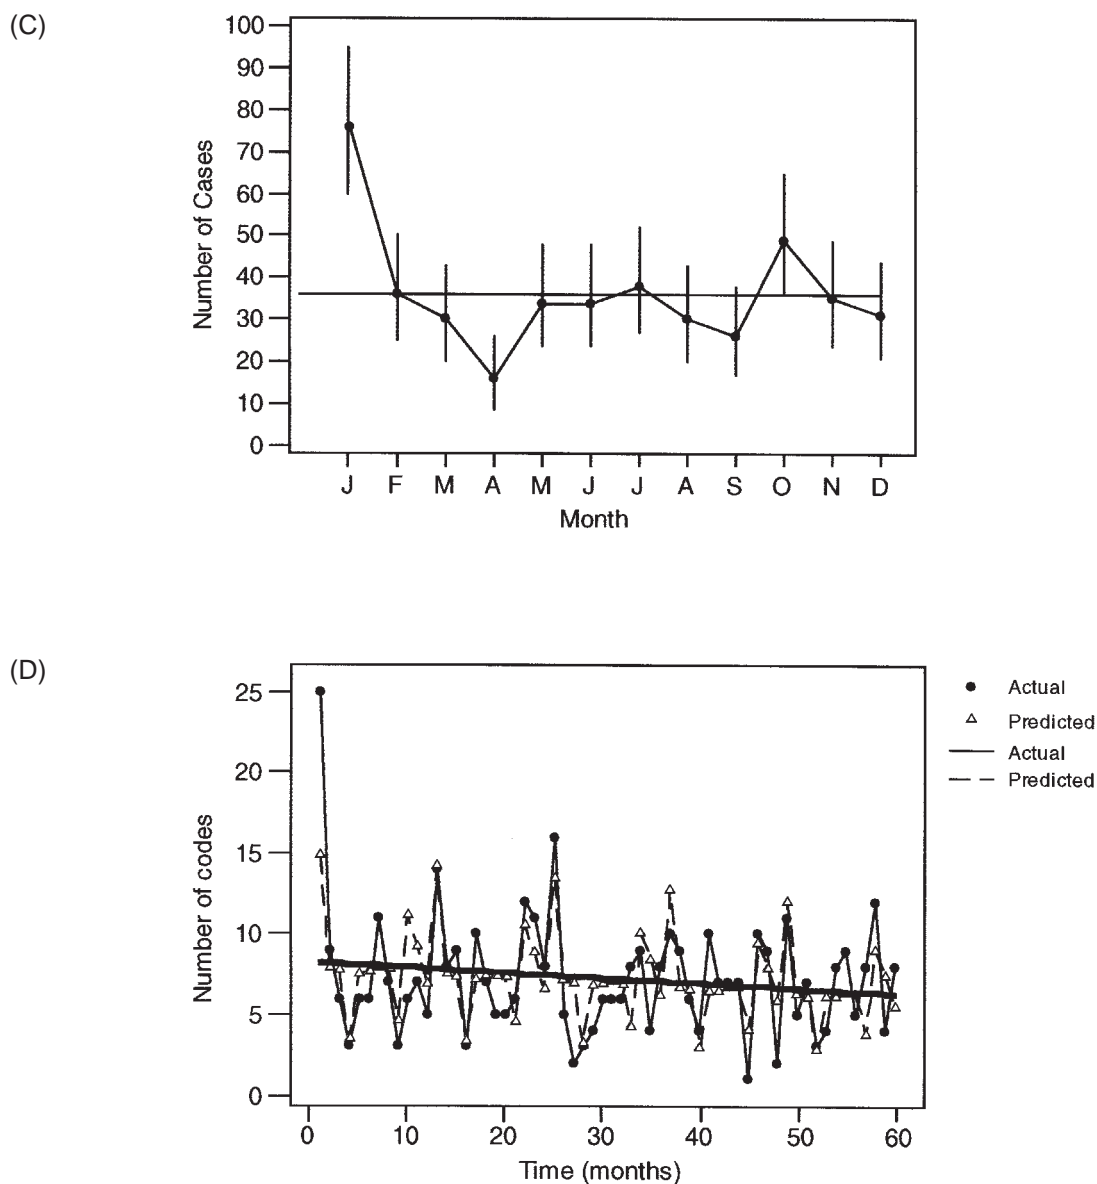 (C)
100
90
80
70
60
50
40
30
20
10
0
Number of Cases
J F M A M J J A S O N D
Month
(D)
25
20
15
10
5
0
Number of codes
0 10 20 30 40 50 60
Time (months)
Actual
Predicted
Actual
Predicted